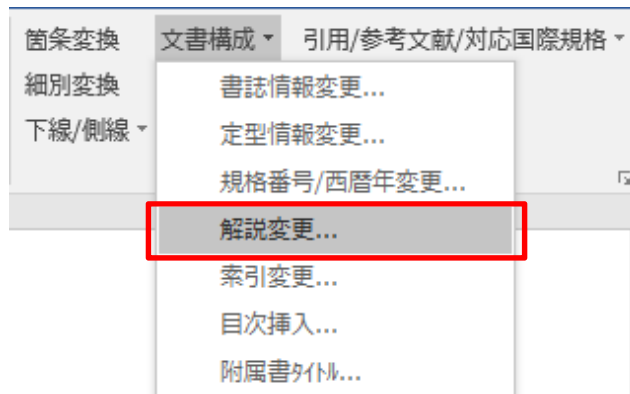 箇条変換 文書構成 引用/参考文献/対応国際規格
細別変換
下線/側線
書誌情報変更...
定型情報変更...
規格番号/西暦年変更...
解説変更...
索引変更...
目次挿入...
附属書ﾀｲﾄﾙ...